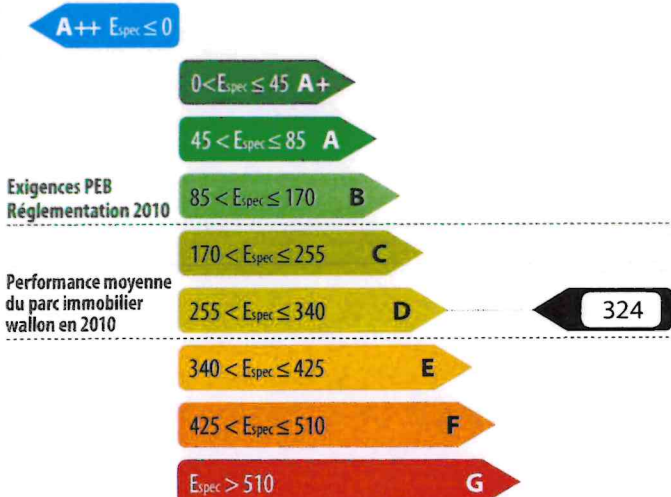 A++ Espec ≤ 0
0 < Espec ≤ 45 A+
45 < Espec ≤ 85 A
Exigences PEB
Réglementation 2010
85 < Espec ≤ 170 B
170 < Espec ≤ 255 C
Performance moyenne
du parc immobilier
wallon en 2010
255 < Espec ≤ 340 D
324
340 < Espec ≤ 425 E
425 < Espec ≤ 510 F
Espec > 510 G